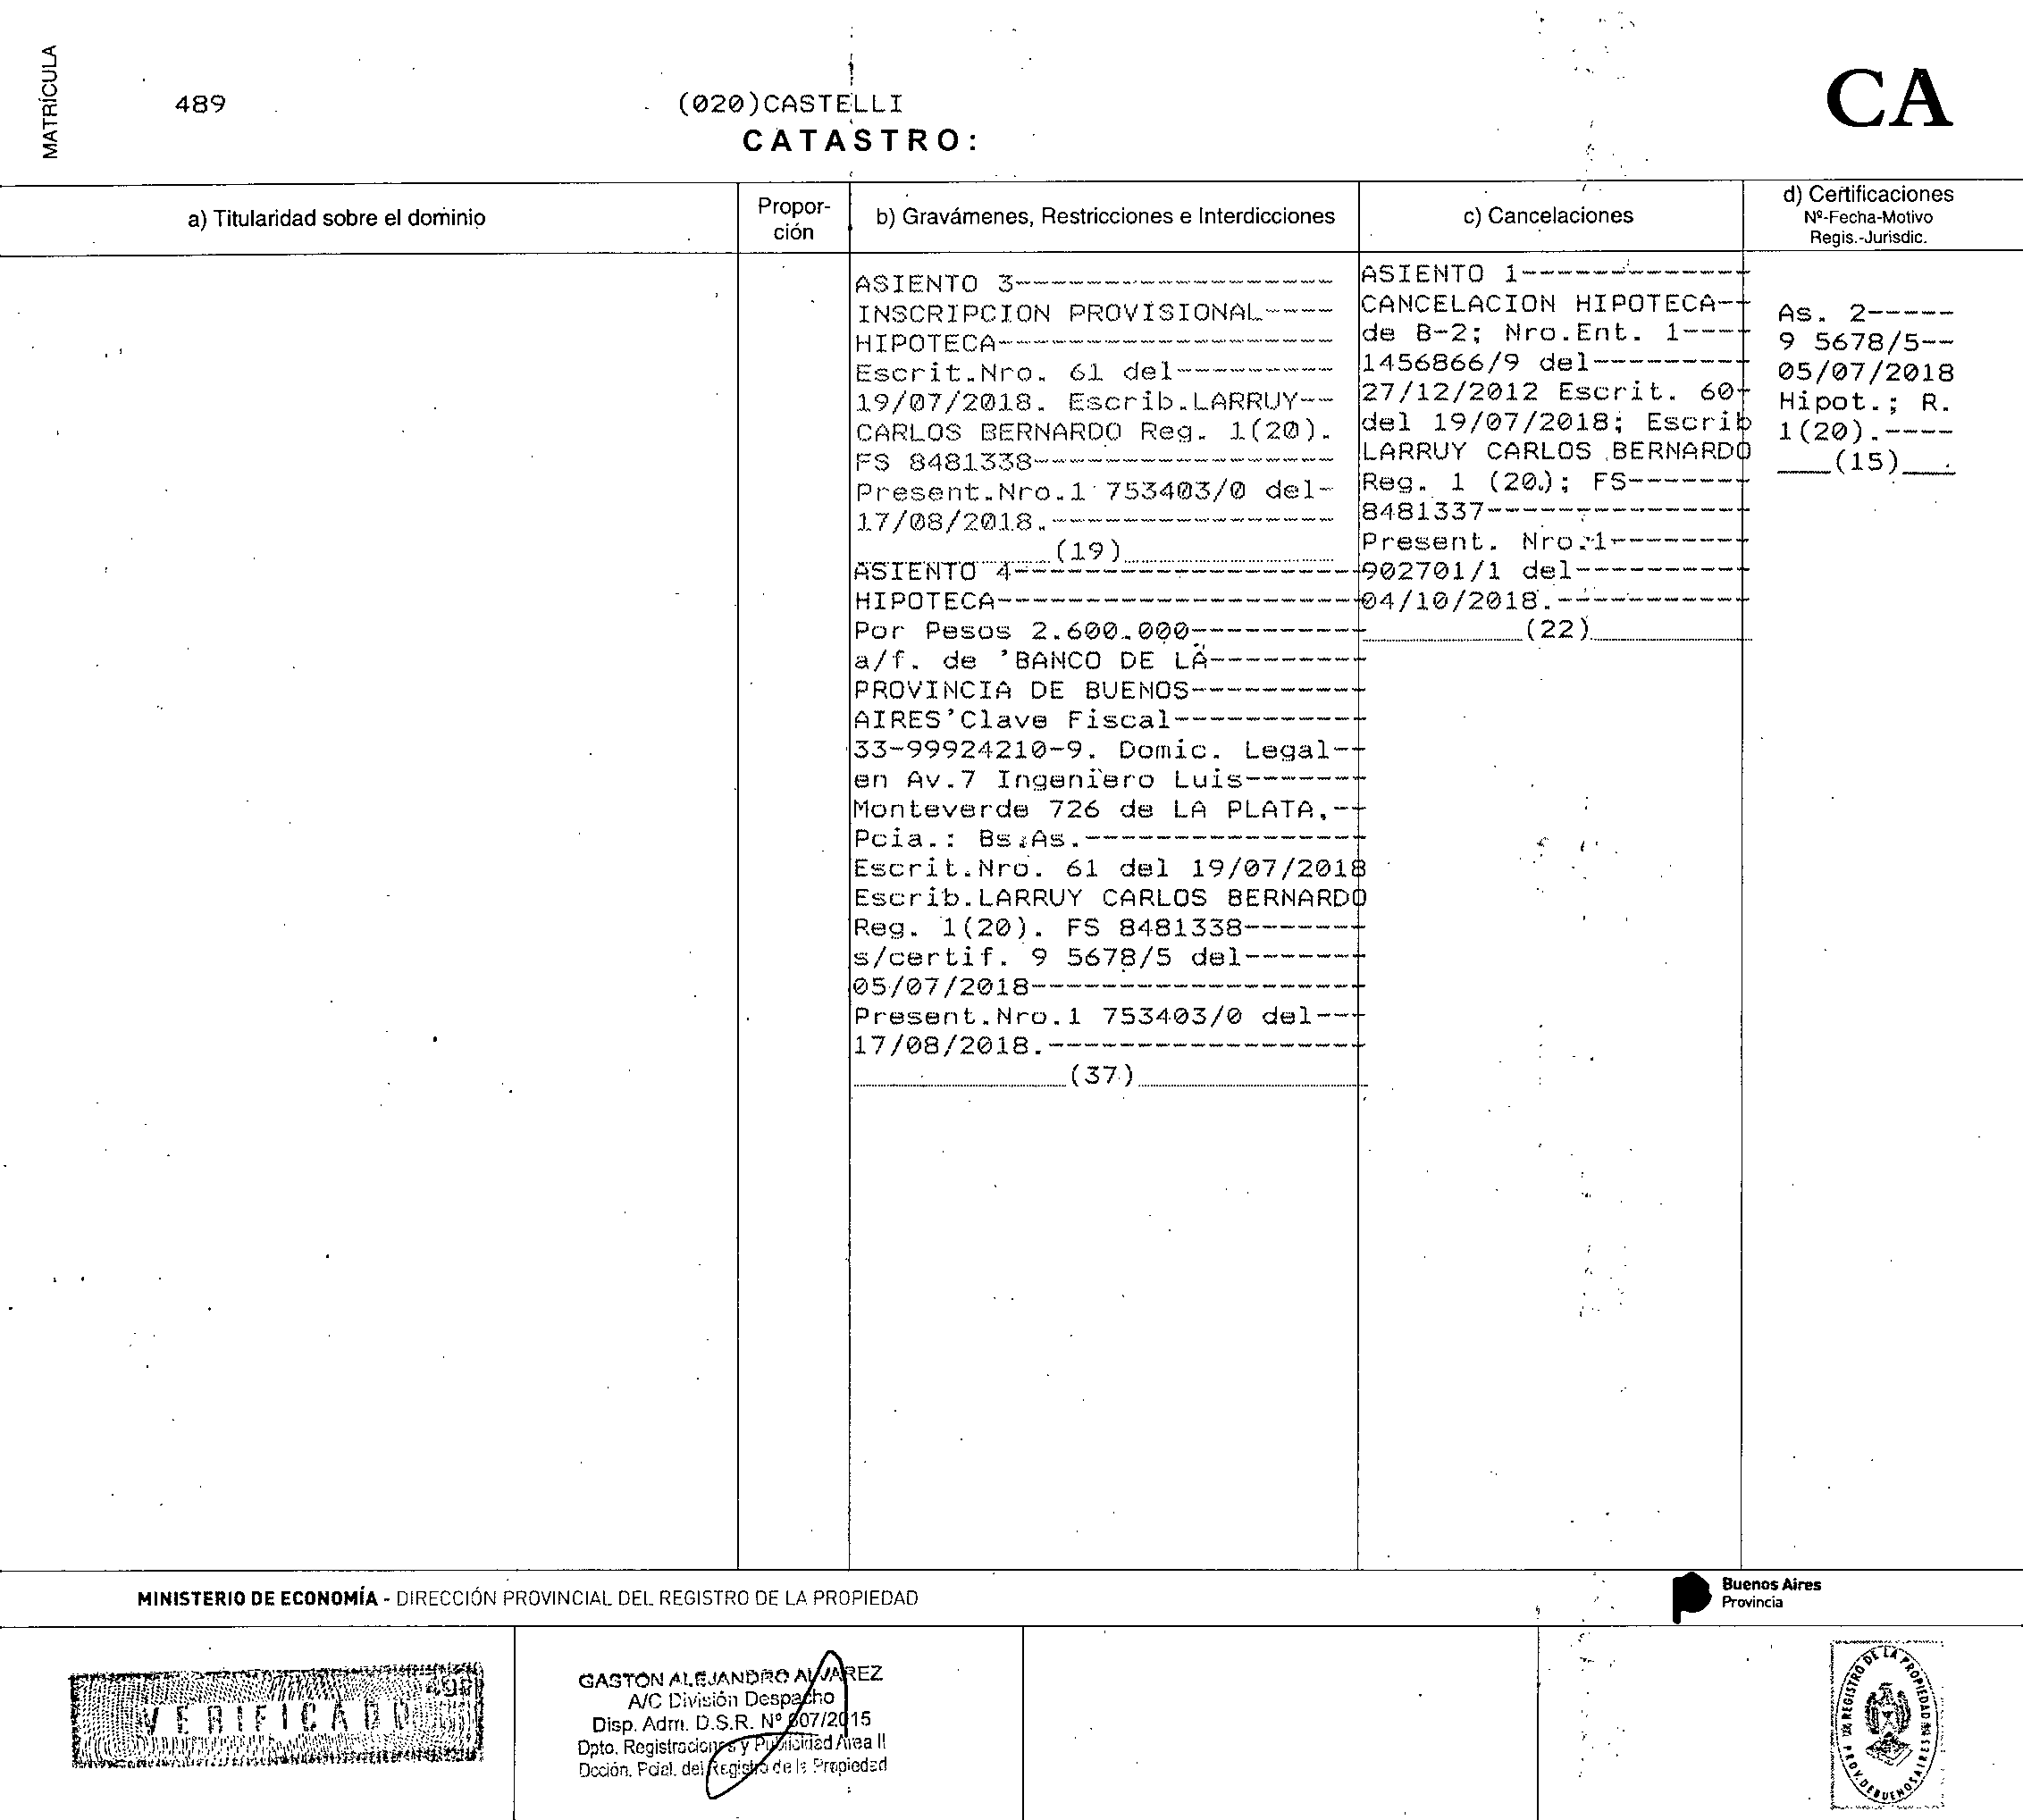 MATRÍCULA
489
(020)CASTELLI
CATASTRO:
CA
a) Titularidad sobre el dominio
Propor-
ción
b) Gravámenes, Restricciones e Interdicciones
c) Cancelaciones
d) Certificaciones
Nº-Fecha-Motivo
Regis.-Jurisdic.
ASIENTO 3------------------
INSCRIPCION PROVISIONAL----
HIPOTECA-------------------
Escrit.Nro. 61 del---------
19/07/2018. Escrib.LARRUY--
CARLOS BERNARDO Reg. 1(20).
FS 8481338-----------------
Present.Nro.1 753403/0 del-
17/08/2018.----------------
(19)
ASIENTO 4-------------------
HIPOTECA--------------------
Por Pesos 2.600.000----------
a/f. de 'BANCO DE LA---------
PROVINCIA DE BUENOS----------
AIRES'Clave Fiscal-----------
33-99924210-9. Domic. Legal--
en Av.7 Ingeniero Luis-------
Monteverde 726 de LA PLATA.--
Pcia.: Bs.As.----------------
Escrit.Nro. 61 del 19/07/2018
Escrib.LARRUY CARLOS BERNARDO
Reg. 1(20). FS 8481338-------
s/certif. 9 5678/5 del-------
05/07/2018-------------------
Present.Nro.1 753403/0 del---
17/08/2018.------------------
(37)
ASIENTO 1-------------
CANCELACION HIPOTECA--
de B-2; Nro.Ent. 1----
1456866/9 del---------
27/12/2012 Escrit. 60-
del 19/07/2018; Escrib
LARRUY CARLOS BERNARDO
Reg. 1 (20.); FS-------
8481337---------------
Present. Nro.1--------
902701/1 del----------
04/10/2018.-----------
(22)
As. 2-----
9 5678/5--
05/07/2018
Hipot.; R.
1(20).----
___(15)___.
MINISTERIO DE ECONOMÍA - DIRECCIÓN PROVINCIAL DEL REGISTRO DE LA PROPIEDAD
Buenos Aires
Provincia
VERIFICADO
GASTON ALEJANDRO ALVAREZ
A/C División Despacho
Disp. Adm. D.S.R. Nº 007/2015
Dpto. Registraciones y Publicidad Area II
Dción. Pcial. del Registro de la Propiedad
REGISTRO DE LA PROPIEDAD
PROV. DE BUENOS AIRES